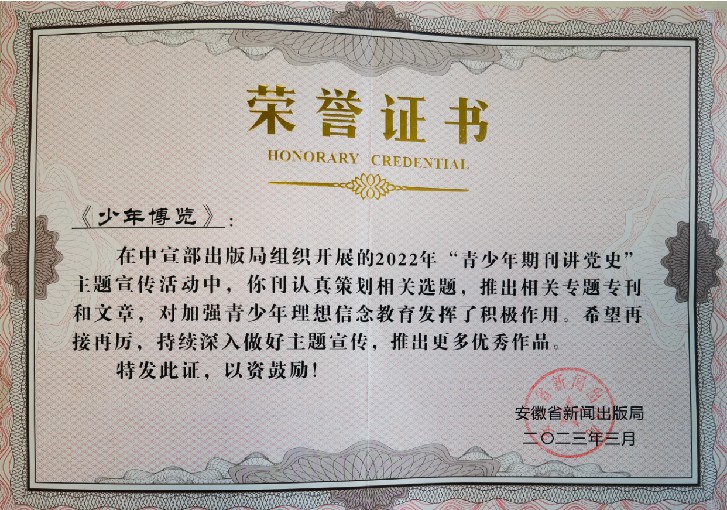 荣誉证书
HONORARY CREDENTIAL
《少年博览》：
在中宣部出版局组织开展的2022年“青少年期刊讲党史”
主题宣传活动中，你刊认真策划相关选题，推出相关专题专刊
和文章，对加强青少年理想信念教育发挥了积极作用。希望再
接再厉，持续深入做好主题宣传，推出更多优秀作品。
特发此证，以资鼓励！
安徽省新闻出版局
二〇二三年三月